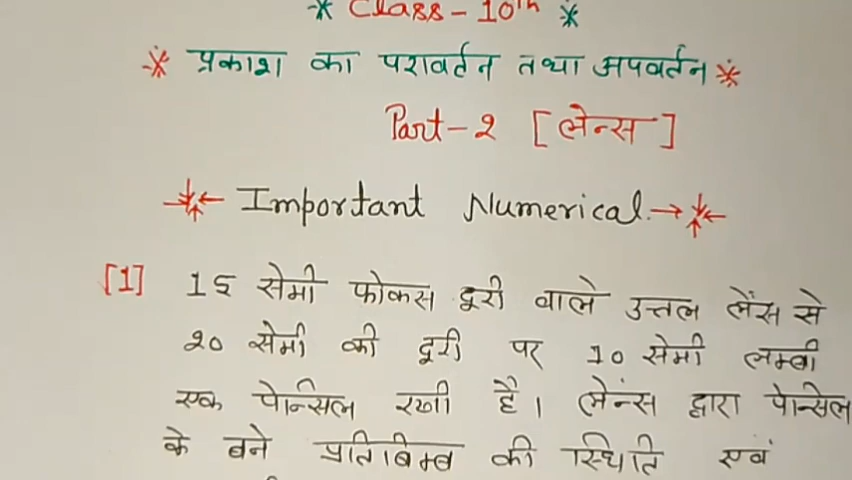 Class-10th
प्रकाश का परावर्तन तथा अपवर्तन
Part-2 [लेन्स]
Important Numerical
[1] 15 सेमी फोकस दूरी वाले उत्तल लेंस से
20 सेमी की दूरी पर 10 सेमी लम्बी
एक पेन्सिल रखी है। लेन्स द्वारा पेन्सिल
के बने प्रतिबिम्ब की स्थिति एवं